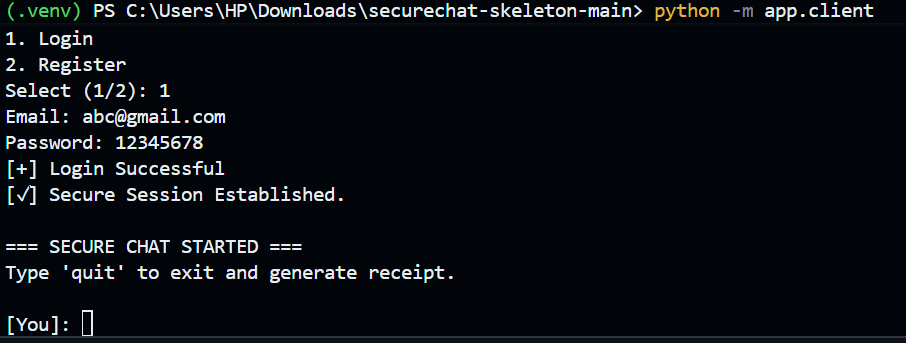 (.venv) PS C:\Users\HP\Downloads\securechat-skeleton-main> python -m app.client
1. Login
2. Register
Select (1/2): 1
Email: abc@gmail.com
Password: 12345678
[+] Login Successful
[√] Secure Session Established.
=== SECURE CHAT STARTED ===
Type 'quit' to exit and generate receipt.
[You]: